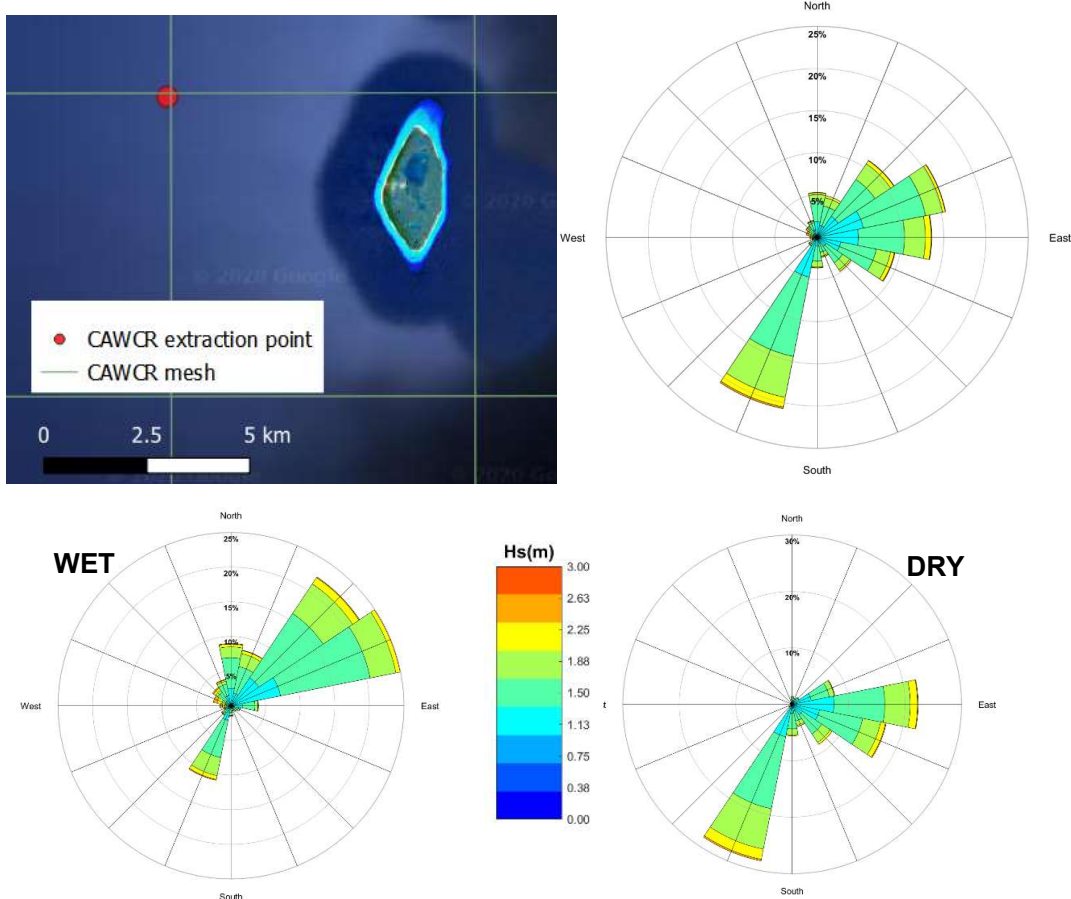 North
25%
20%
15%
10%
5%
West
East
South
© 2020 Google
CAWCR extraction point
CAWCR mesh
0 2.5 5 km
WET
North
25%
20%
15%
10%
5%
West
East
South
Hs(m)
3.00
2.63
2.25
1.88
1.50
1.13
0.75
0.38
0.00
DRY
North
30%
20%
10%
t
East
South